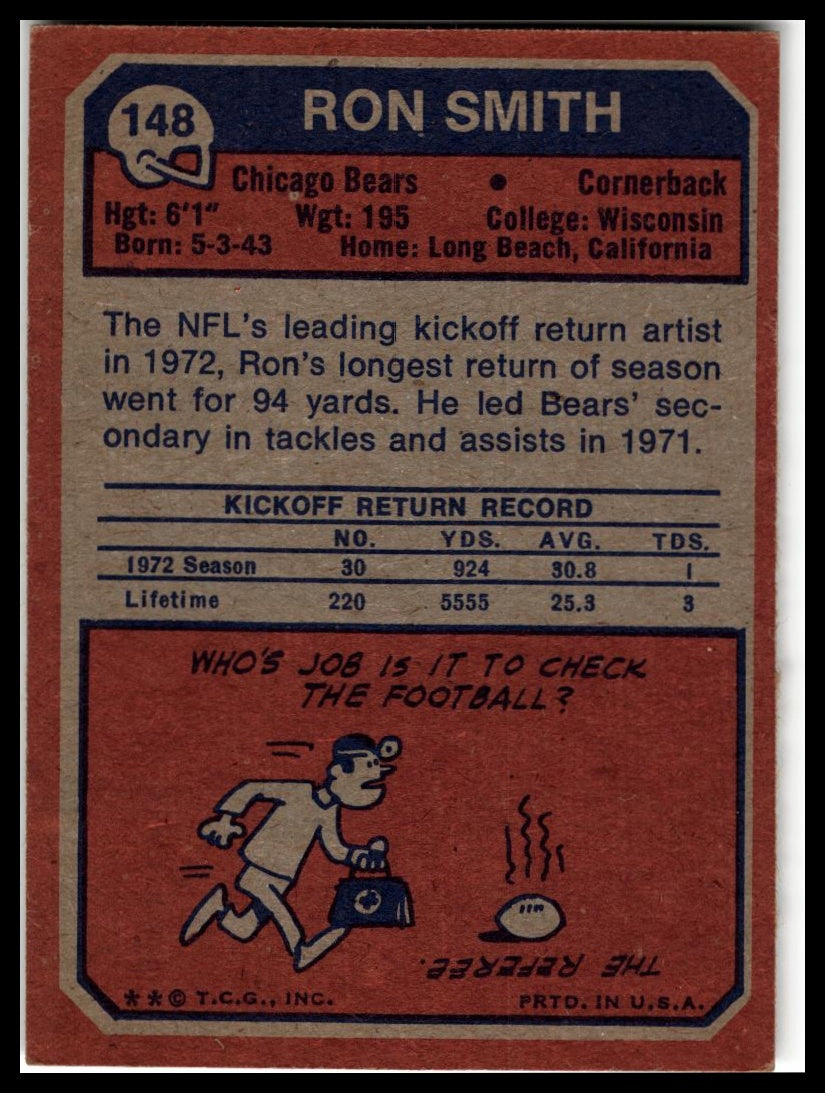 148
RON SMITH
Chicago Bears • Cornerback
Hgt: 6'1" Wgt: 195 College: Wisconsin
Born: 5-3-43 Home: Long Beach, California
The NFL's leading kickoff return artist
in 1972, Ron's longest return of season
went for 94 yards. He led Bears' sec-
ondary in tackles and assists in 1971.
KICKOFF RETURN RECORD
NO. YDS. AVG. TDS.
1972 Season 30 924 30.8 1
Lifetime 220 5555 25.3 3
WHO'S JOB IS IT TO CHECK
THE FOOTBALL?
THE REFEREE.
**© T.C.G., INC. PRTD. IN U.S.A.